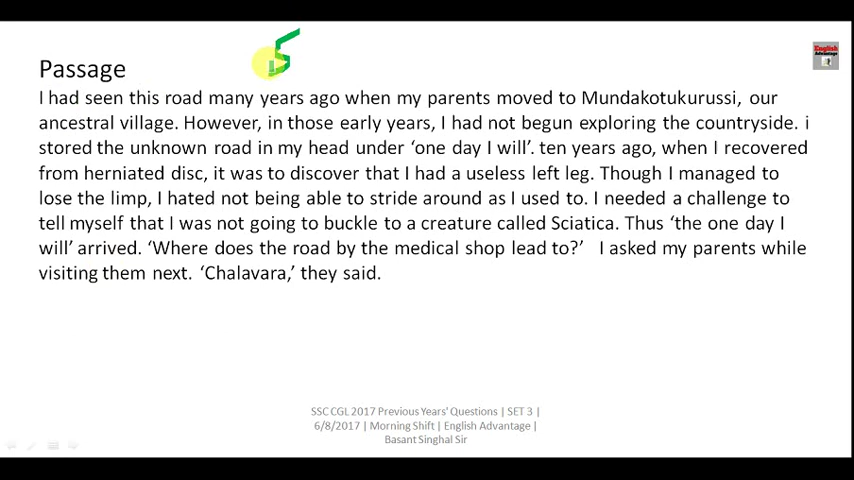 5
English
Advantage
Passage
I had seen this road many years ago when my parents moved to Mundakotukurussi, our
ancestral village. However, in those early years, I had not begun exploring the countryside. i
stored the unknown road in my head under ‘one day I will’. ten years ago, when I recovered
from herniated disc, it was to discover that I had a useless left leg. Though I managed to
lose the limp, I hated not being able to stride around as I used to. I needed a challenge to
tell myself that I was not going to buckle to a creature called Sciatica. Thus ‘the one day I
will’ arrived. ‘Where does the road by the medical shop lead to?’ I asked my parents while
visiting them next. ‘Chalavara,’ they said.
SSC CGL 2017 Previous Years' Questions | SET 3 |
6/8/2017 | Morning Shift | English Advantage |
Basant Singhal Sir